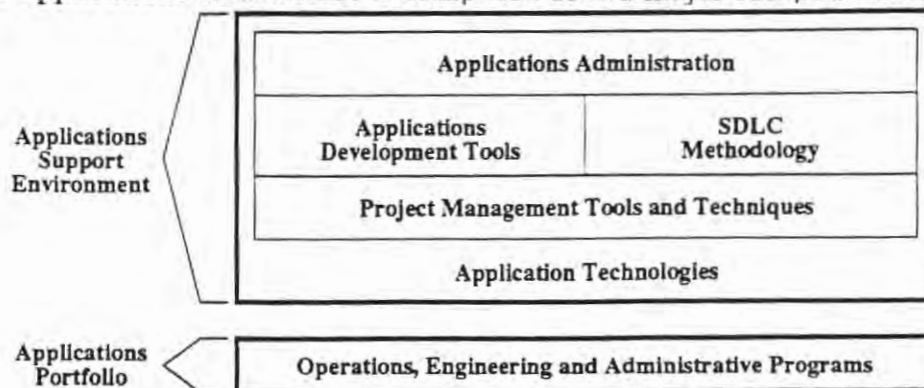 Applications Administration
Applications
Support
Environment
Applications
Development Tools
SDLC
Methodology
Project Management Tools and Techniques
Application Technologies
Applications
Portfolio
Operations, Engineering and Administrative Programs